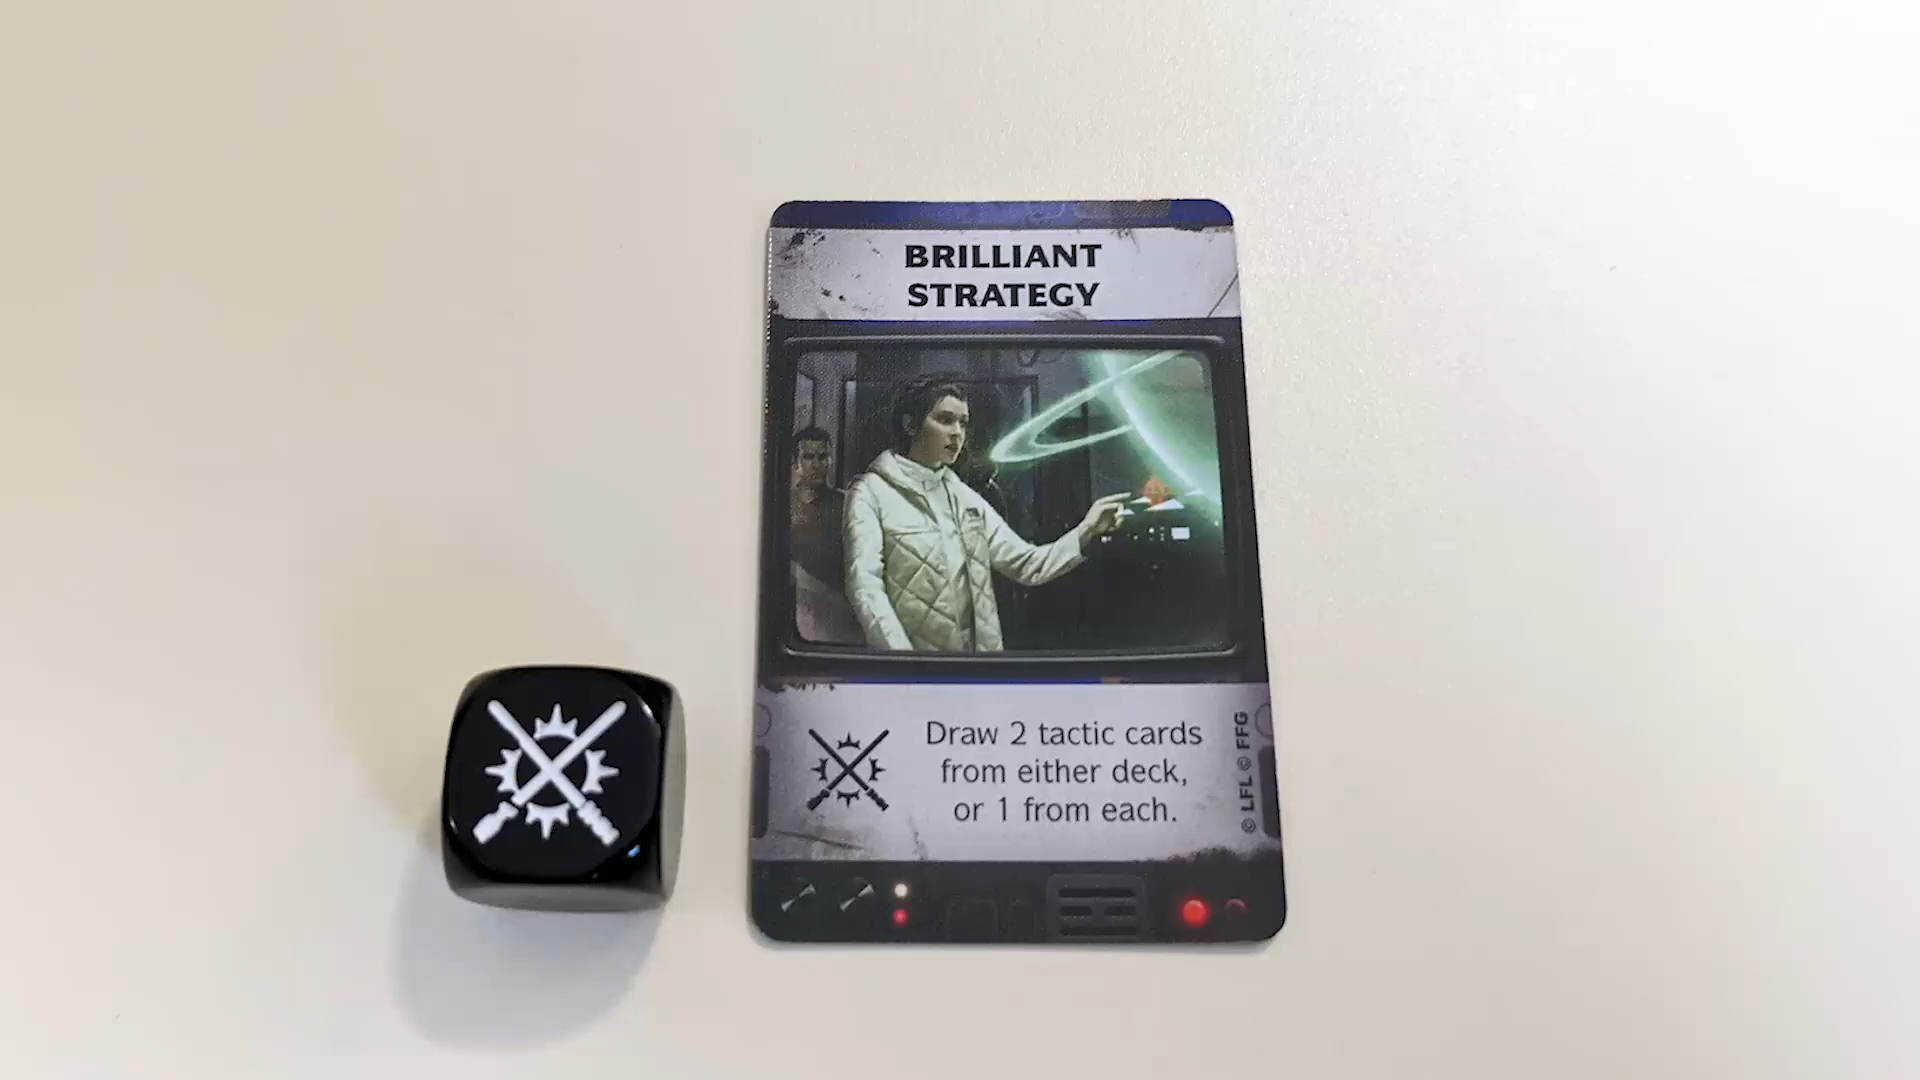 BRILLIANT
STRATEGY
Draw 2 tactic cards
from either deck,
or 1 from each.
© LFL © FFG